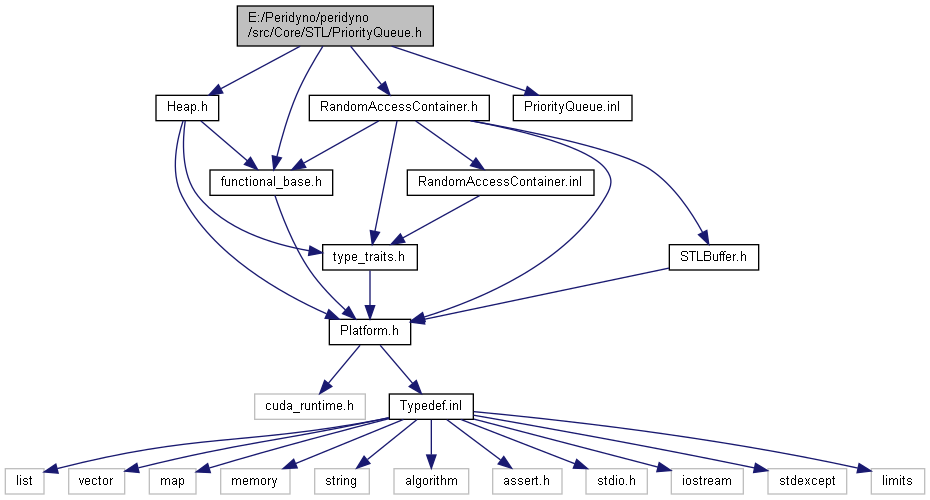 E:/Peridyno/peridyno
/src/Core/STL/PriorityQueue.h
Heap.h
RandomAccessContainer.h
PriorityQueue.inl
functional_base.h
RandomAccessContainer.inl
type_traits.h
STLBuffer.h
Platform.h
cuda_runtime.h
Typedef.inl
list
vector
map
memory
string
algorithm
assert.h
stdio.h
iostream
stdexcept
limits